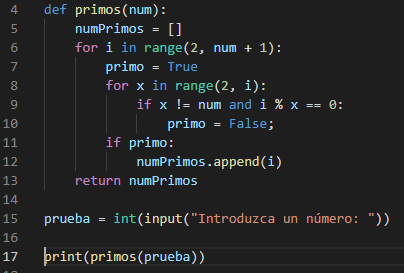 4 def primos(num):
5     numPrimos = []
6     for i in range(2, num + 1):
7         primo = True
8         for x in range(2, i):
9             if x != num and i % x == 0:
10                 primo = False;
11         if primo:
12             numPrimos.append(i)
13     return numPrimos
14
15 prueba = int(input("Introduzca un número: "))
16
17 print(primos(prueba))